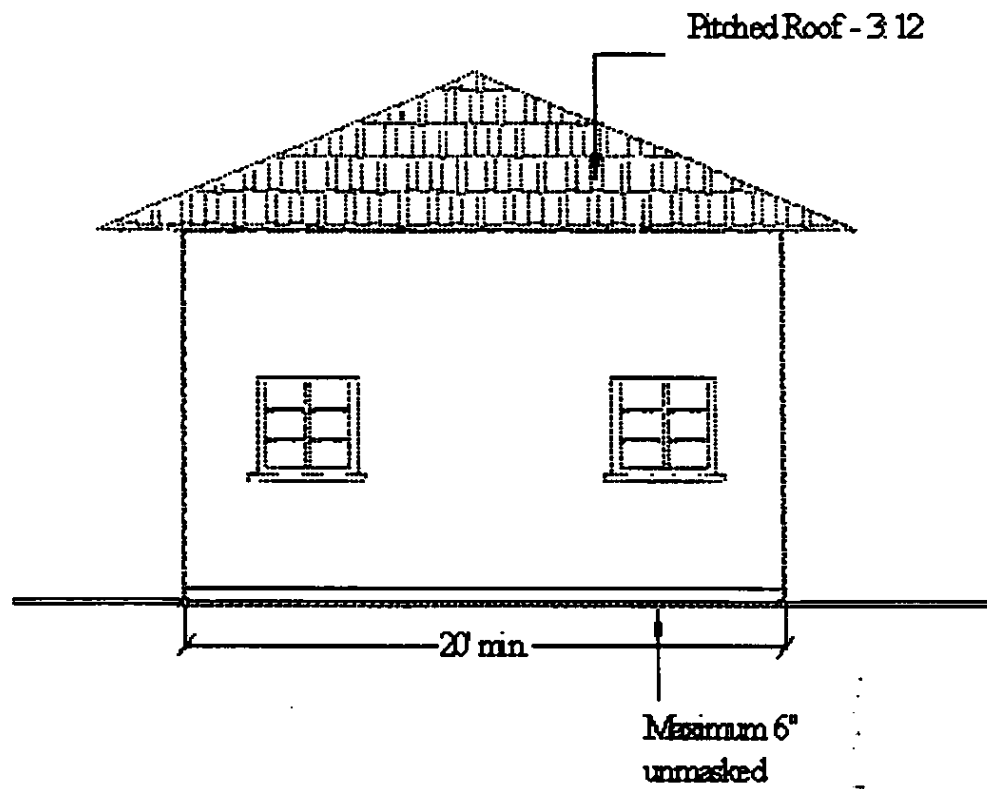 Pitched Roof - 3:12
20' min.
Maximum 6"
unmasked